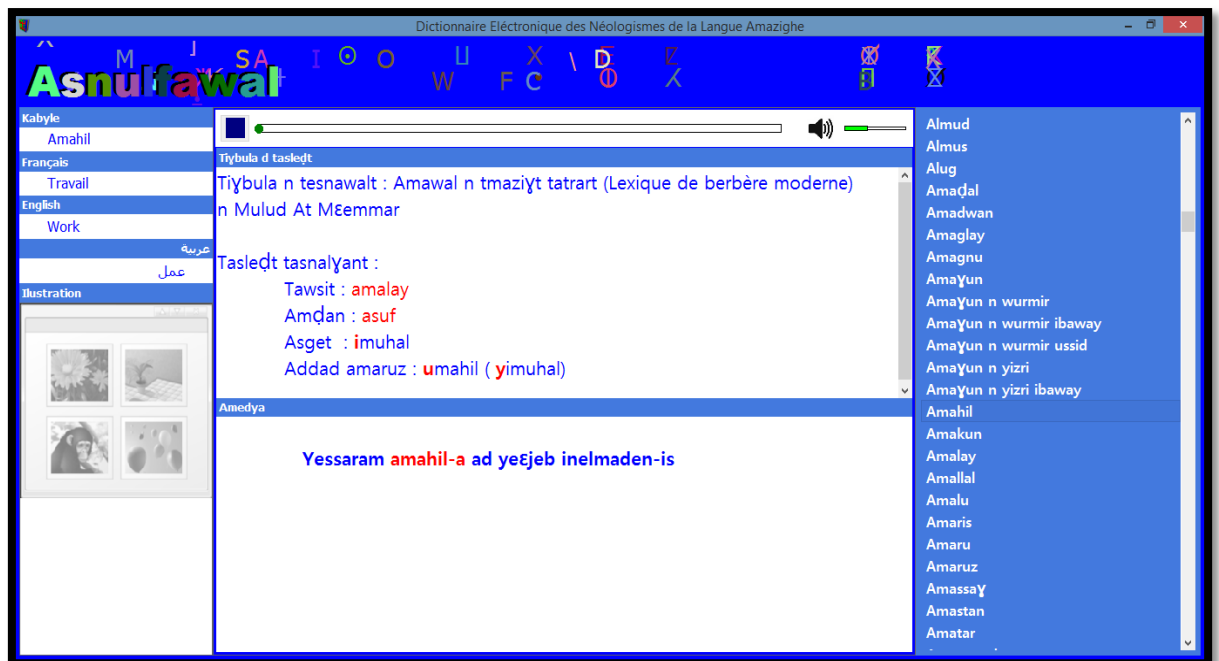 Dictionnaire Eléctronique des Néologismes de la Langue Amazighe
Asnulfawal
Kabyle
Amahil
Français
Travail
English
Work
عربية
عمل
Ilustration
Tiɣbula d tasleḍt
Tiɣbula n tesnawalt : Amawal n tmaziɣt tatrart (Lexique de berbère moderne)
n Mulud At Mɛemmar
Tasleḍt tasnalɣant :
Tawsit : amalay
Amḍan : asuf
Asget : imuhal
Addad amaruz : umahil ( yimuhal)
Amedya
Yessaram amahil-a ad yeɛjeb inelmaden-is
Almud
Almus
Alug
Amaḍal
Amadwan
Amaglay
Amagnu
Amaɣun
Amaɣun n wurmir
Amaɣun n wurmir ibaway
Amaɣun n wurmir ussid
Amaɣun n yizri
Amaɣun n yizri ibaway
Amahil
Amakun
Amalay
Amallal
Amalu
Amaris
Amaru
Amaruz
Amassaɣ
Amastan
Amatar